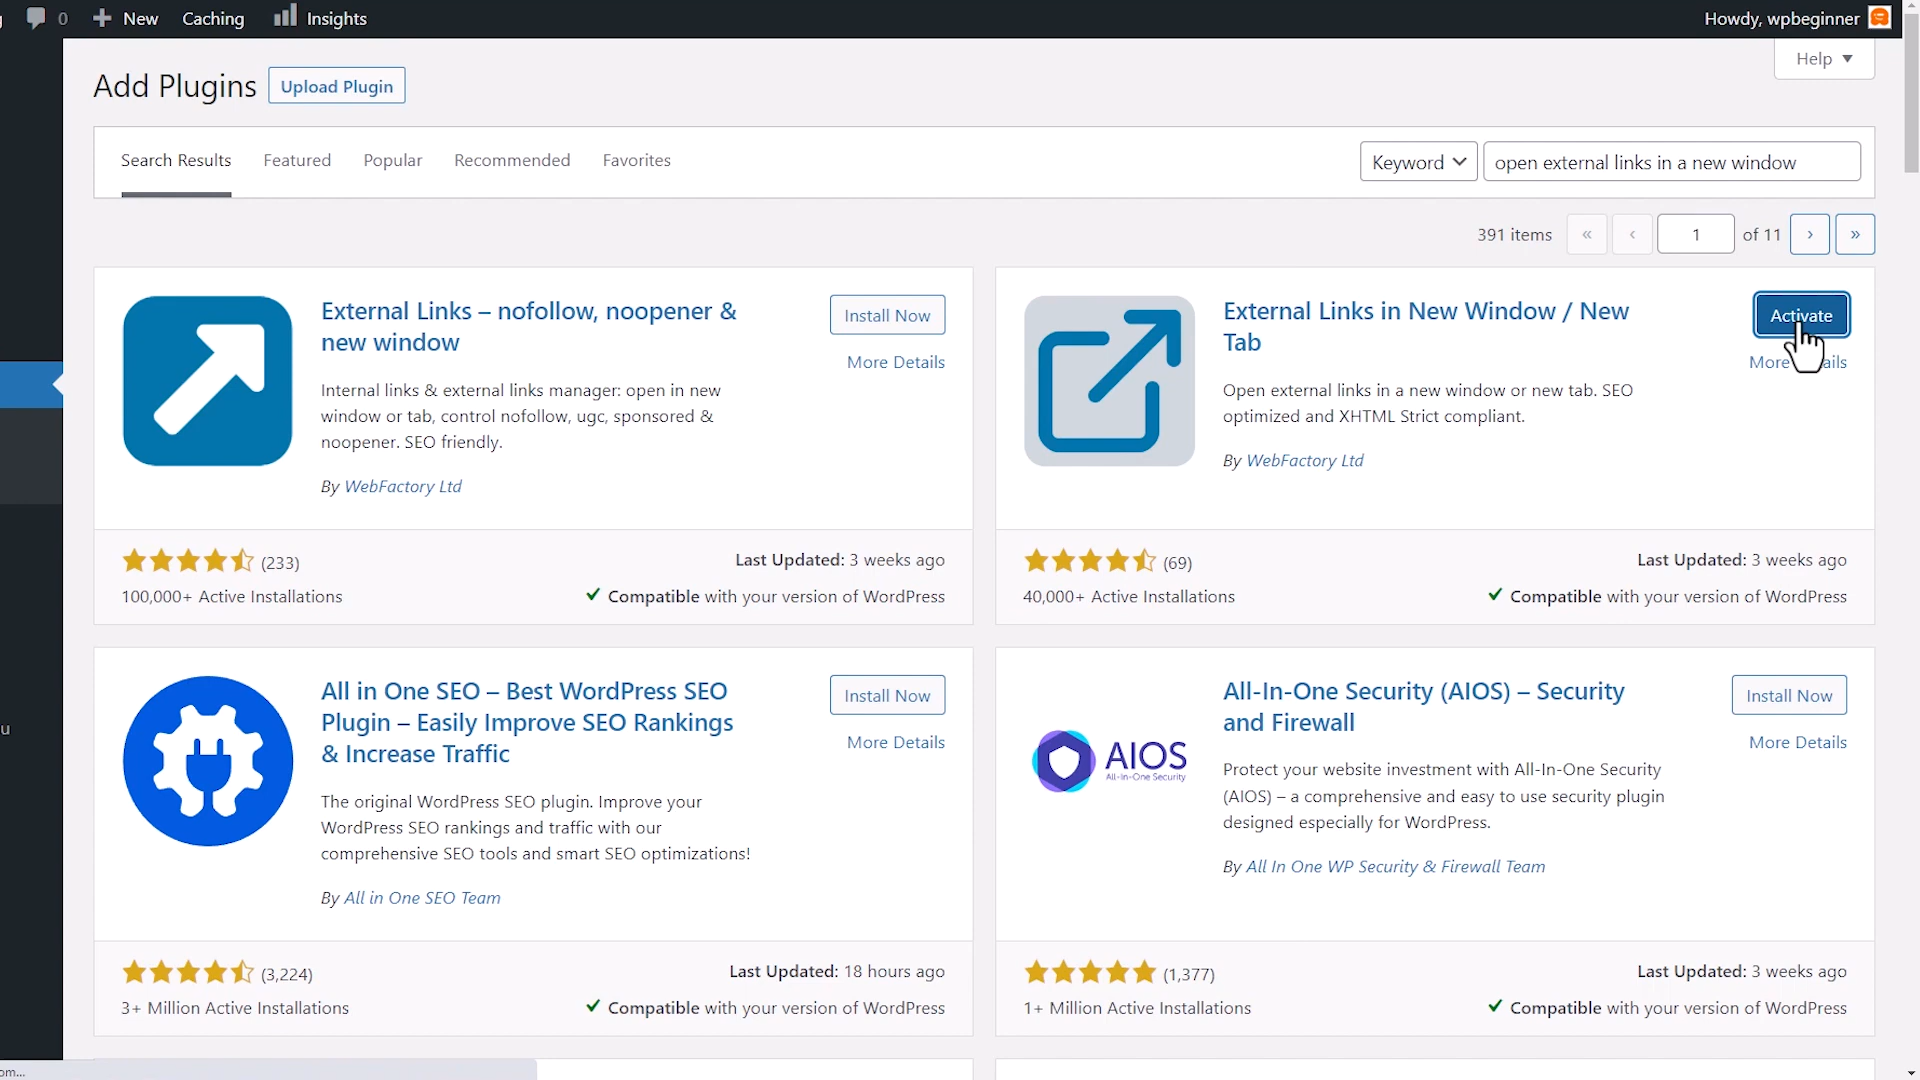 0 New Caching Insights Howdy, wpbeginner
Help
Add Plugins Upload Plugin
Search Results Featured Popular Recommended Favorites Keyword open external links in a new window
391 items « ‹ 1 of 11 › »
External Links – nofollow, noopener &
new window
Install Now
More Details
Internal links & external links manager: open in new
window or tab, control nofollow, ugc, sponsored &
noopener. SEO friendly.
By WebFactory Ltd
(233)
Last Updated: 3 weeks ago
100,000+ Active Installations
Compatible with your version of WordPress
External Links in New Window / New
Tab
Activate
Open external links in a new window or new tab. SEO
optimized and XHTML Strict compliant.
By WebFactory Ltd
(69)
Last Updated: 3 weeks ago
40,000+ Active Installations
Compatible with your version of WordPress
All in One SEO – Best WordPress SEO
Plugin – Easily Improve SEO Rankings
& Increase Traffic
Install Now
More Details
The original WordPress SEO plugin. Improve your
WordPress SEO rankings and traffic with our
comprehensive SEO tools and smart SEO optimizations!
By All in One SEO Team
(3,224)
Last Updated: 18 hours ago
3+ Million Active Installations
Compatible with your version of WordPress
AIOS
All-In-One Security
All-In-One Security (AIOS) – Security
and Firewall
Install Now
More Details
Protect your website investment with All-In-One Security
(AIOS) – a comprehensive and easy to use security plugin
designed especially for WordPress.
By All In One WP Security & Firewall Team
(1,377)
Last Updated: 3 weeks ago
1+ Million Active Installations
Compatible with your version of WordPress